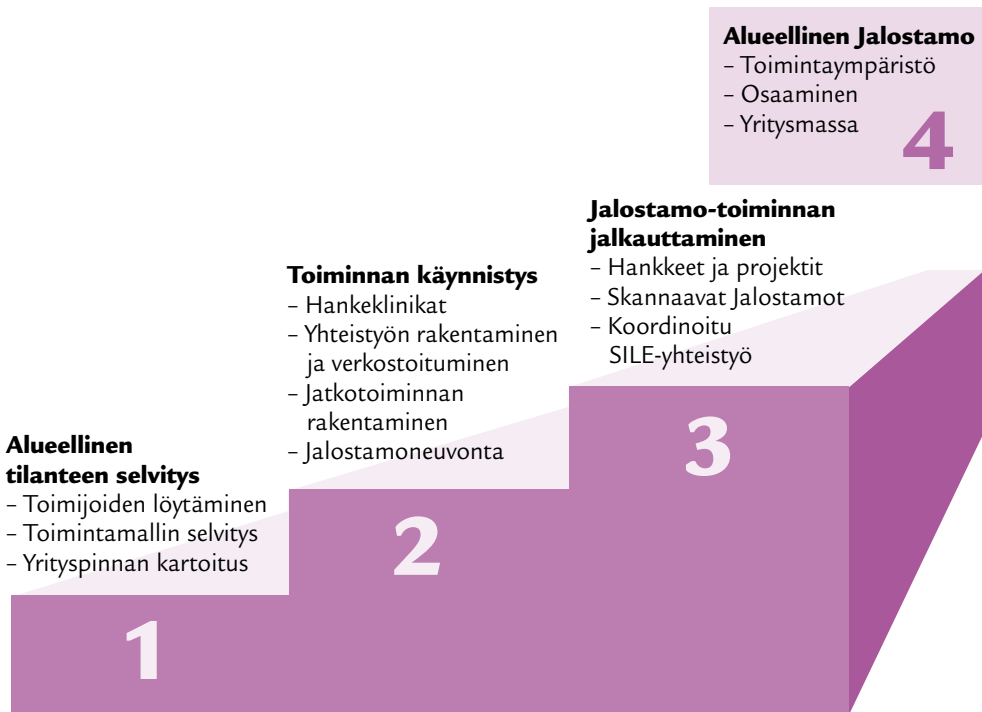 Alueellinen
tilanteen selvitys
– Toimijoiden löytäminen
– Toimintamallin selvitys
– Yrityspinnan kartoitus
1
Toiminnan käynnistys
– Hankeklinikat
– Yhteistyön rakentaminen
ja verkostoituminen
– Jatkotoiminnan
rakentaminen
– Jalostamoneuvonta
2
Jalostamo-toiminnan
jalkauttaminen
– Hankkeet ja projektit
– Skannaavat Jalostamot
– Koordinoitu
SILE-yhteistyö
3
Alueellinen Jalostamo
– Toimintaympäristö
– Osaaminen
– Yritysmassa
4